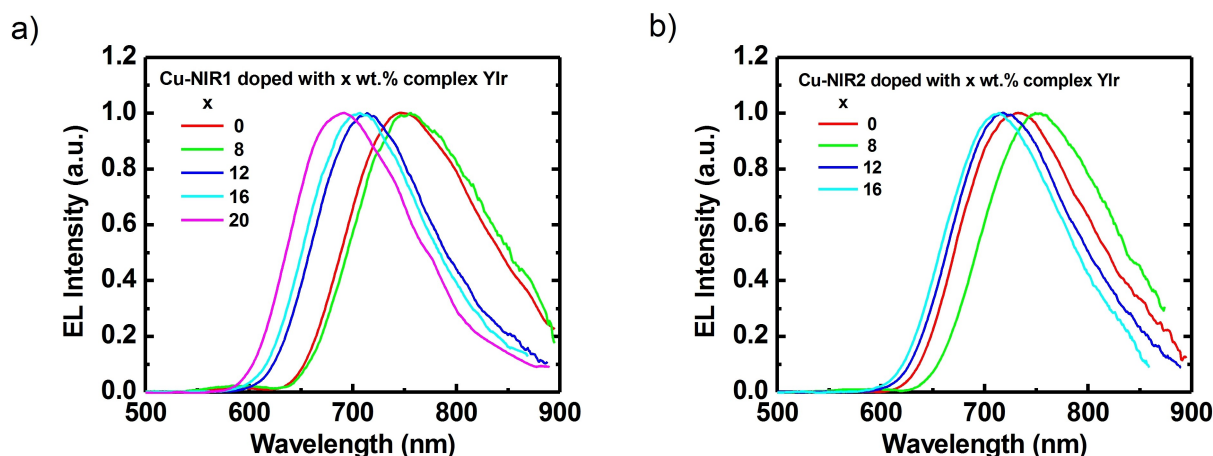 a)
1.2
1.0
0.8
0.6
0.4
0.2
0.0
EL Intensity (a.u.)
Cu-NIR1 doped with x wt.% complex YIr
x
0
8
12
16
20
500 600 700 800 900
Wavelength (nm)
b)
1.2
1.0
0.8
0.6
0.4
0.2
0.0
EL Intensity (a.u.)
Cu-NIR2 doped with x wt.% complex YIr
x
0
8
12
16
500 600 700 800 900
Wavelength (nm)